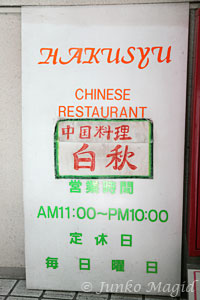 HAKUSYU
CHINESE
RESTAURANT
中国料理
白秋
営業時間
AM11:00~PM10:00
定休日
毎日曜日
© Junko Magid